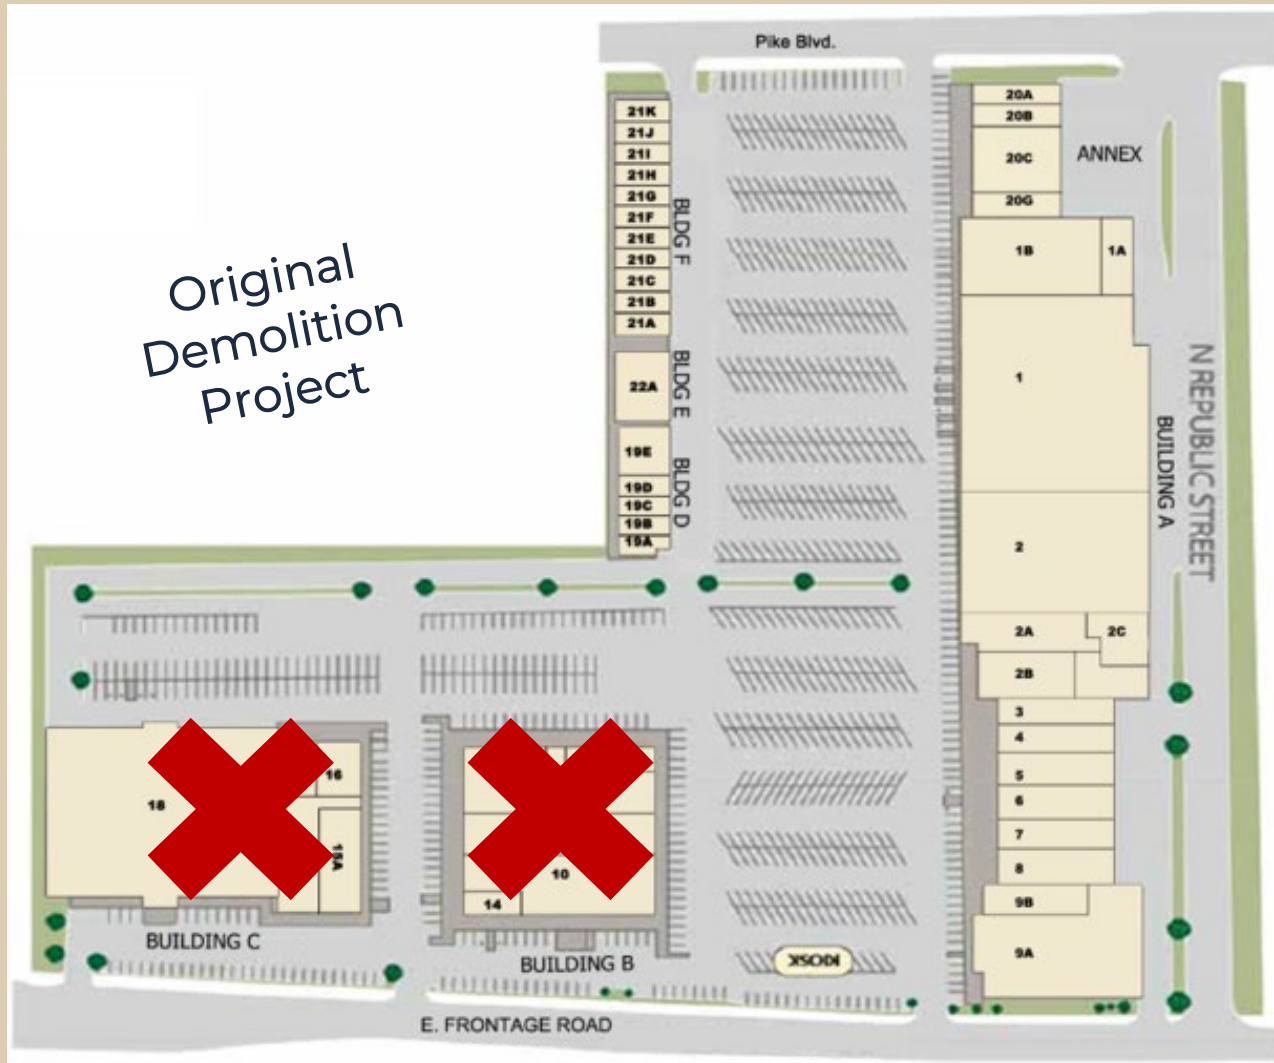 Pike Blvd.
Original
Demolition
Project
21K
21J
21I
21H
21G
21F
21E
21D
21C
21B
21A
BLDG F
22A
BLDG E
19E
19D
19C
19B
19A
BLDG D
20A
20B
20C
20G
ANNEX
1B
1A
1
2
2A
2C
2B
3
4
5
6
7
8
9B
9A
BUILDING A
N REPUBLIC STREET
18
16
15A
BUILDING C
10
14
BUILDING B
KIOSK
E. FRONTAGE ROAD